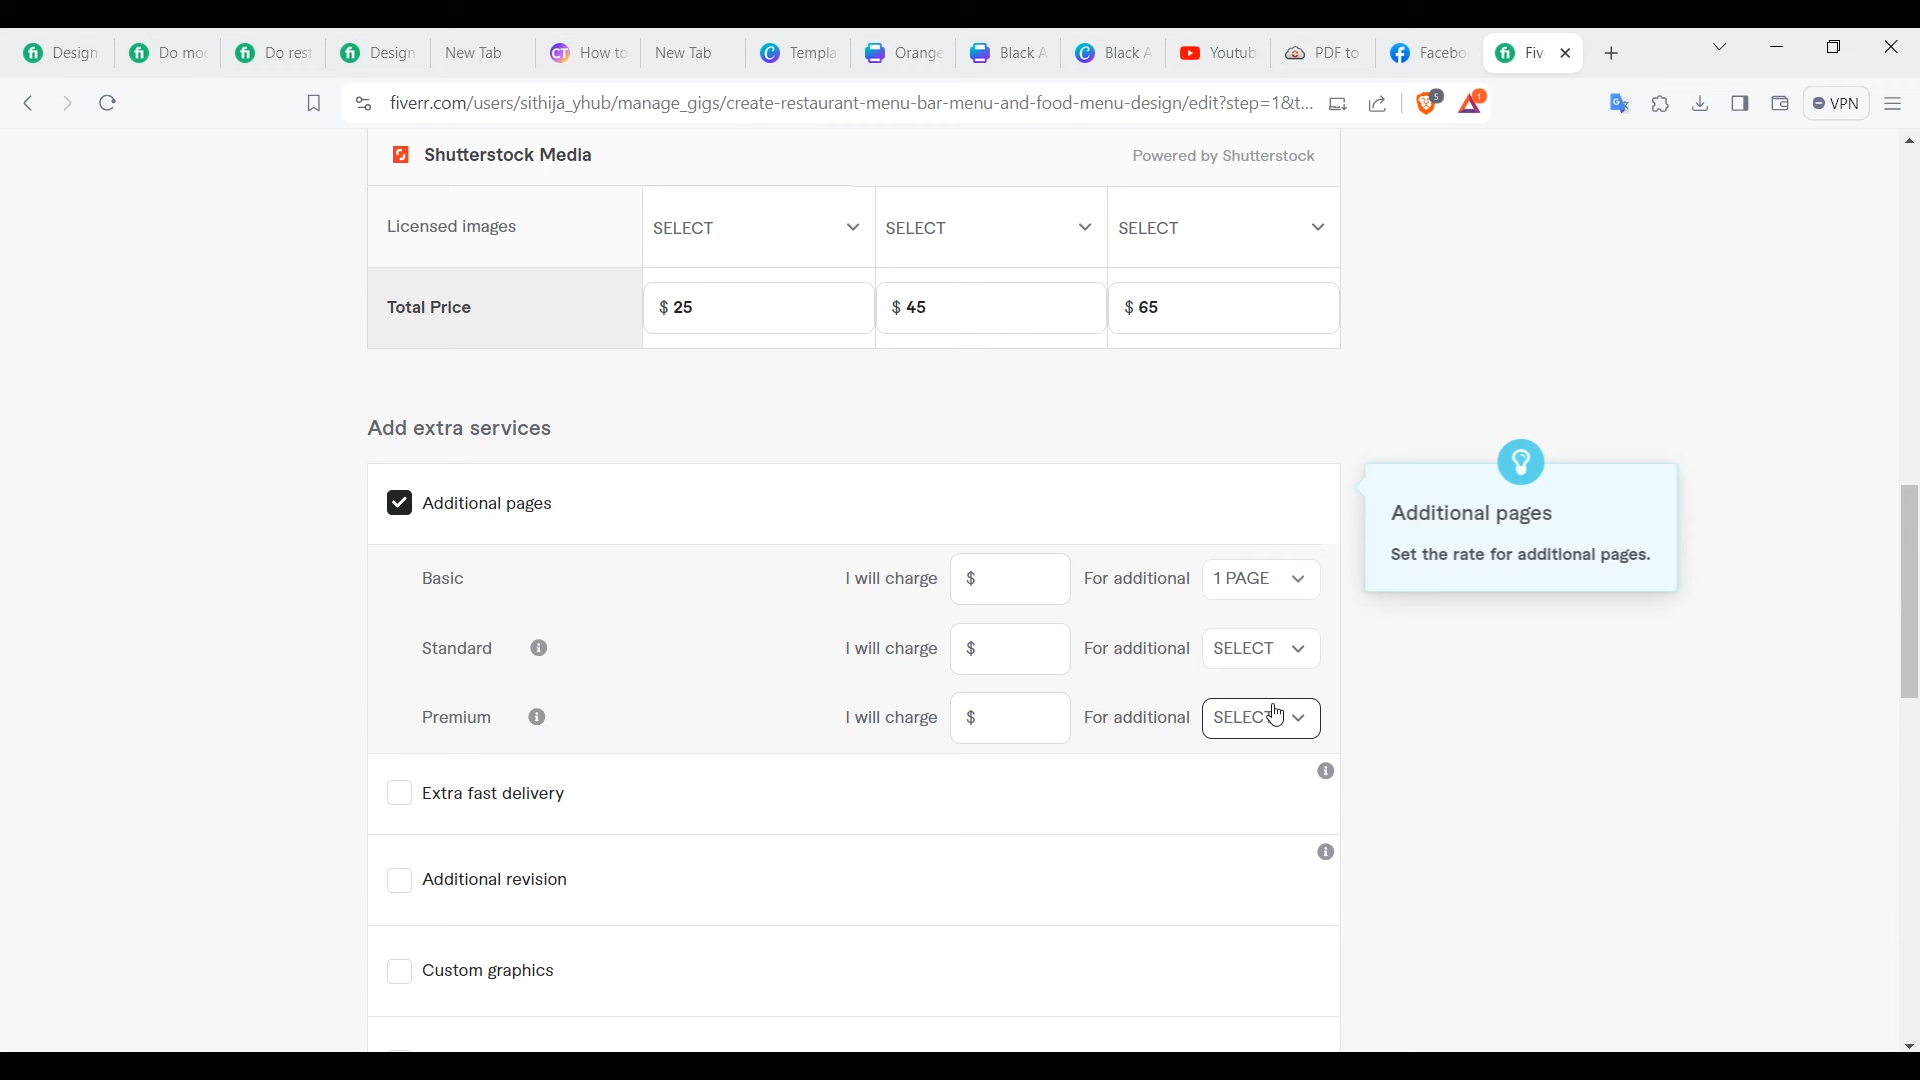 Design
Do mo
Do rest
Design
New Tab
How to
New Tab
Templa
Orange
Black A
Black A
Youtub
PDF to
Facebo
Fiv
fiverr.com/users/sithija_yhub/manage_gigs/create-restaurant-menu-bar-menu-and-food-menu-design/edit?step=1&t...
5
1
VPN
Shutterstock Media
Powered by Shutterstock
Licensed images
SELECT
SELECT
SELECT
Total Price
$ 25
$ 45
$ 65
Add extra services
Additional pages
Additional pages
Set the rate for additional pages.
Basic
I will charge
$
For additional
1 PAGE
Standard
I will charge
$
For additional
SELECT
Premium
I will charge
$
For additional
SELECT
Extra fast delivery
Additional revision
Custom graphics